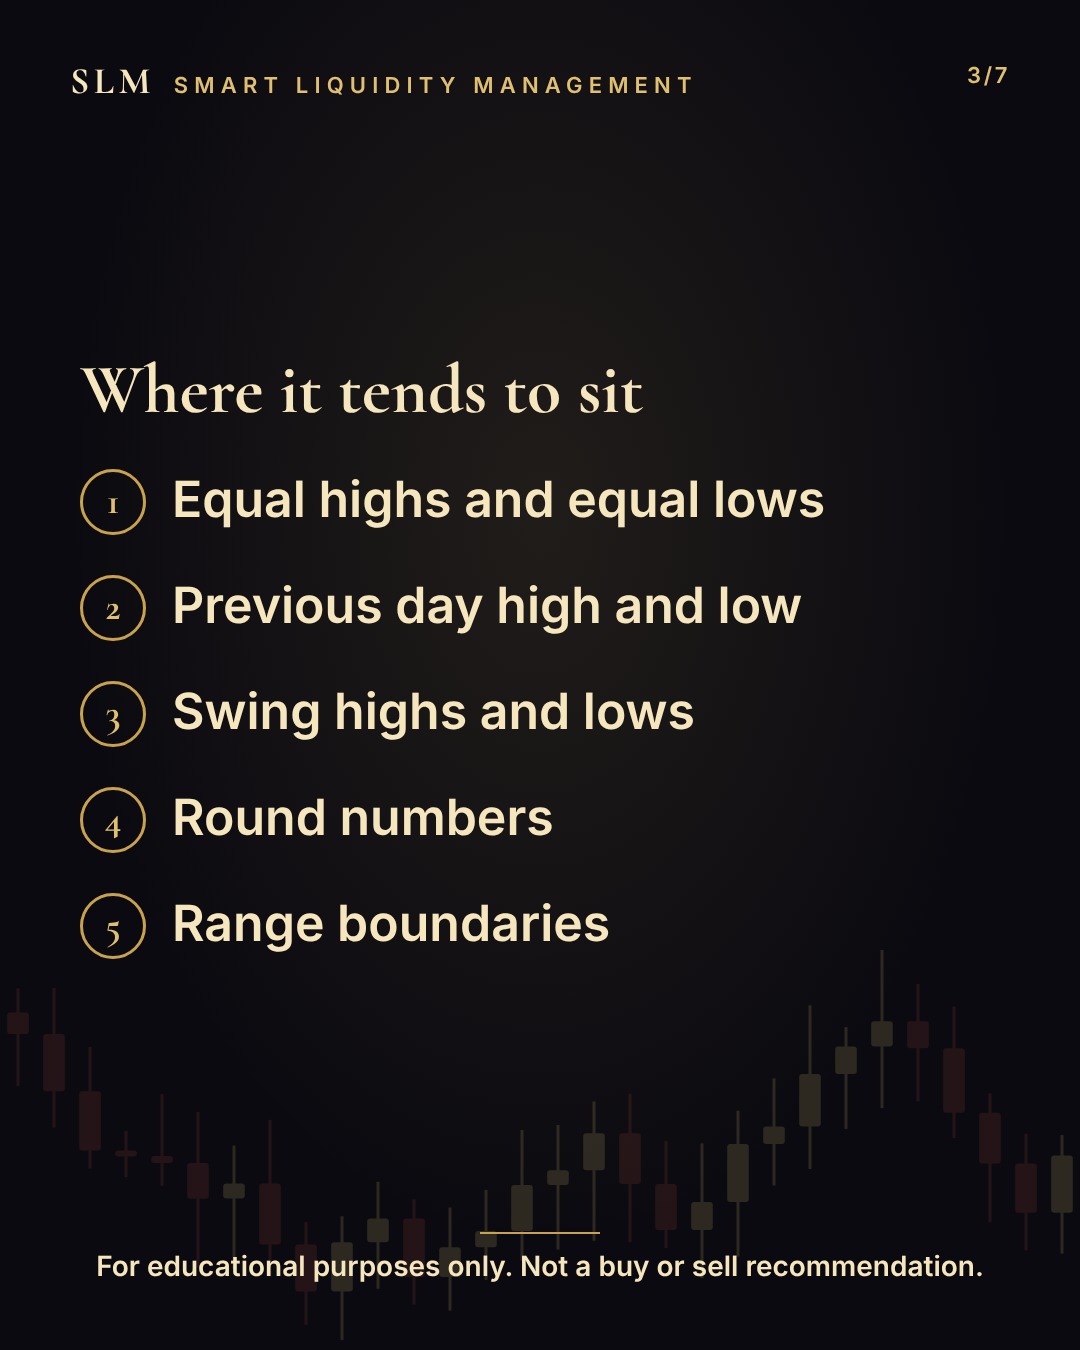 SLM SMART LIQUIDITY MANAGEMENT
3/7
Where it tends to sit
1 Equal highs and equal lows
2 Previous day high and low
3 Swing highs and lows
4 Round numbers
5 Range boundaries
For educational purposes only. Not a buy or sell recommendation.